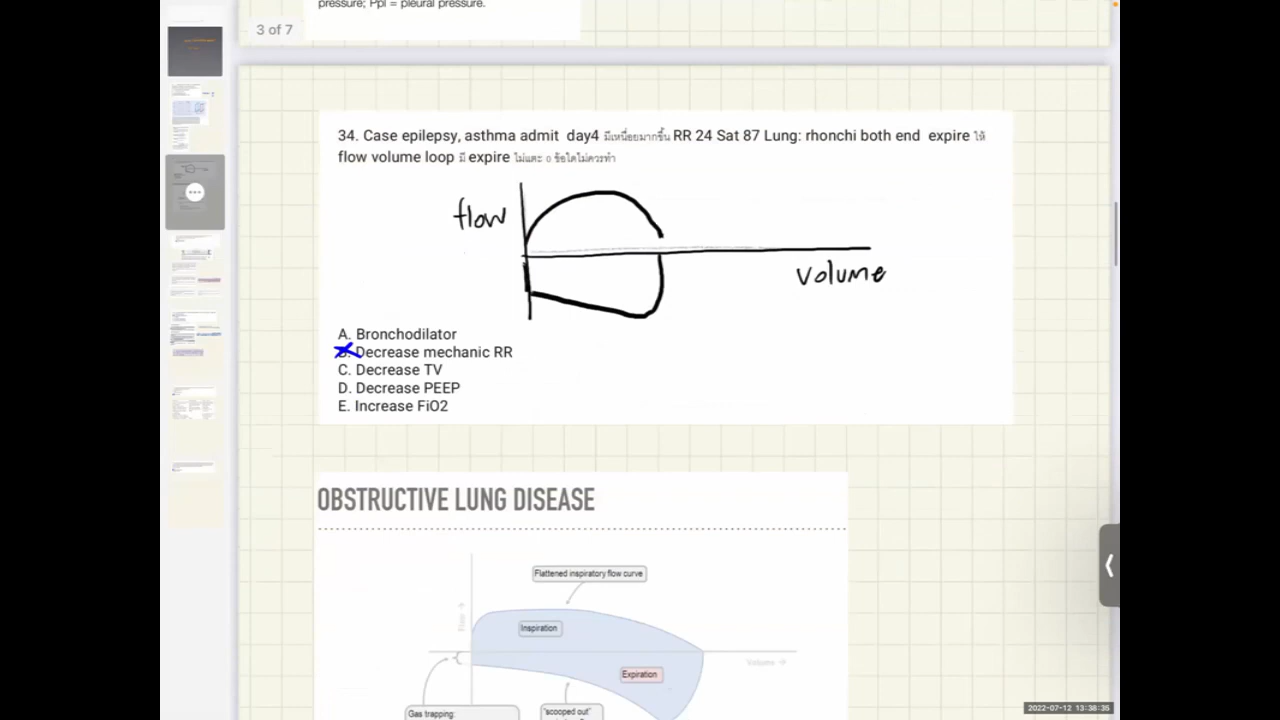 pressure; Ppl = pleural pressure.
3 of 7
34. Case epilepsy, asthma admit day4 มีเหนื่อยมากขึ้น RR 24 Sat 87 Lung: rhonchi both end expire ให้
flow volume loop มี expire ไม่แตะ 0 ข้อใดไม่ควรทำ
flow
volume
A. Bronchodilator
B. Decrease mechanic RR
C. Decrease TV
D. Decrease PEEP
E. Increase FiO2
OBSTRUCTIVE LUNG DISEASE
Flattened inspiratory flow curve
Flow →
Inspiration
Volume →
Expiration
Gas trapping:
'scooped out'
2022-07-12 13:38:35